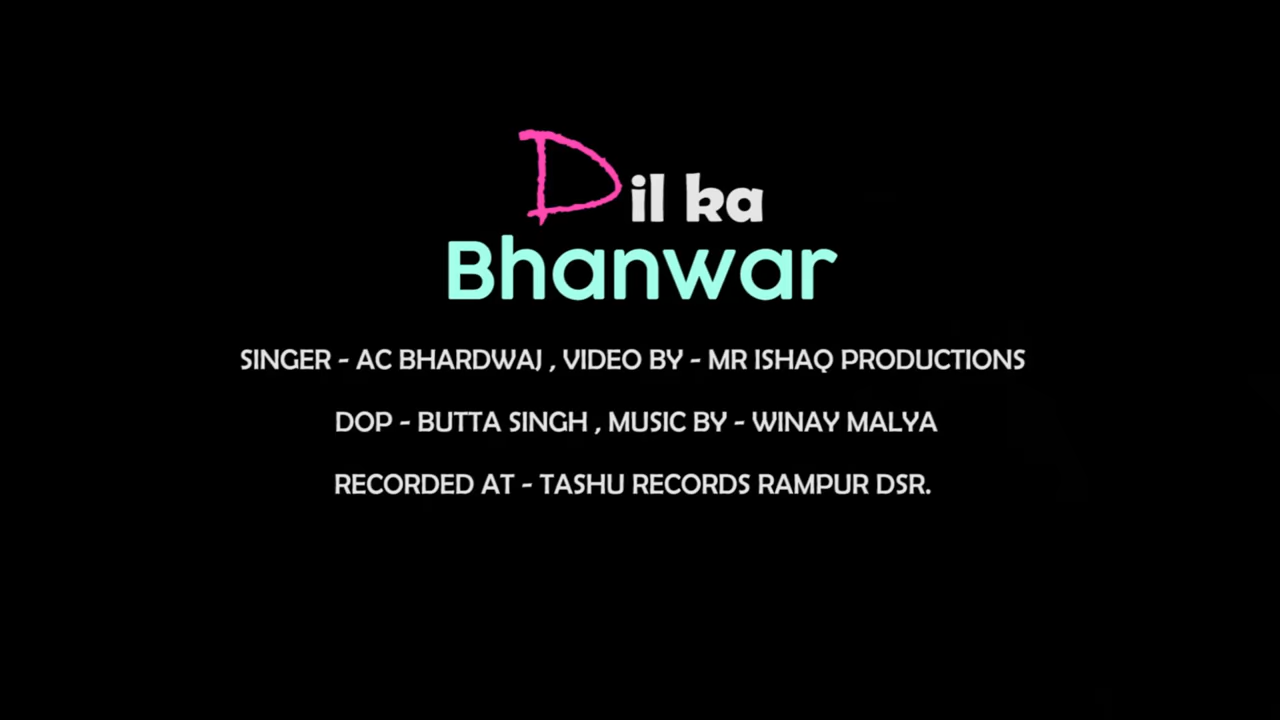 Dil ka
Bhanwar
SINGER - AC BHARDWAJ , VIDEO BY - MR ISHAQ PRODUCTIONS
DOP - BUTTA SINGH , MUSIC BY - WINAY MALYA
RECORDED AT - TASHU RECORDS RAMPUR DSR.